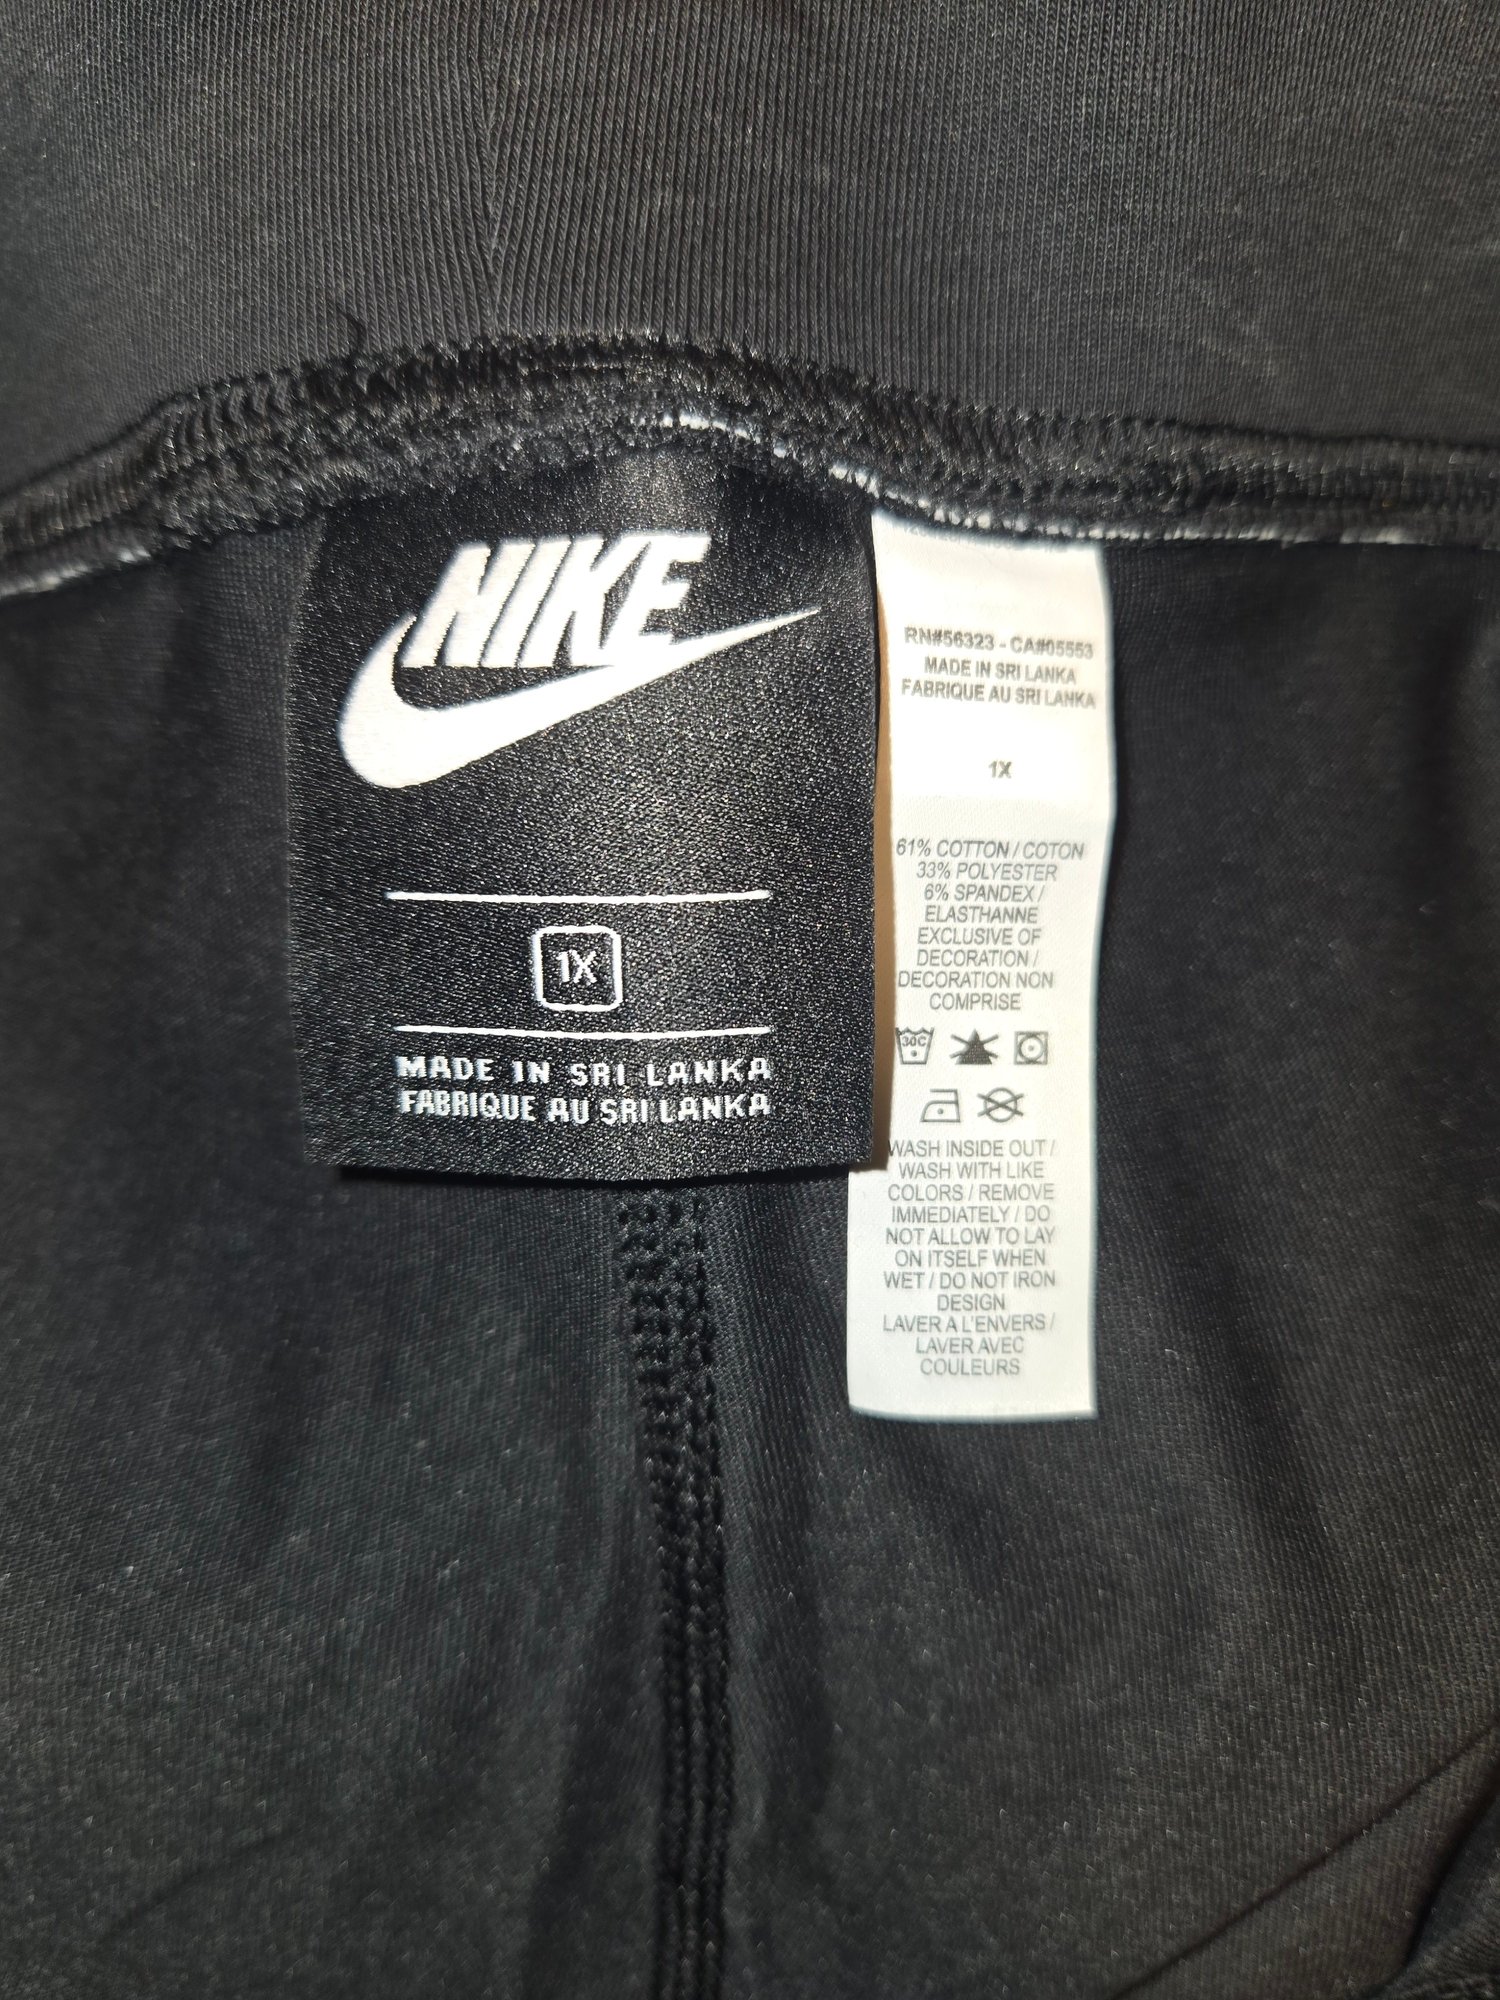 NIKE
1X
MADE IN SRI LANKA
FABRIQUE AU SRI LANKA
RN#56323 - CA#05553
MADE IN SRI LANKA
FABRIQUE AU SRI LANKA
1X
61% COTTON / COTON
33% POLYESTER
6% SPANDEX /
ELASTHANNE
EXCLUSIVE OF
DECORATION /
DECORATION NON
COMPRISE
30C
WASH INSIDE OUT /
WASH WITH LIKE
COLORS / REMOVE
IMMEDIATELY / DO
NOT ALLOW TO LAY
ON ITSELF WHEN
WET / DO NOT IRON
DESIGN
LAVER A L'ENVERS /
LAVER AVEC
COULEURS